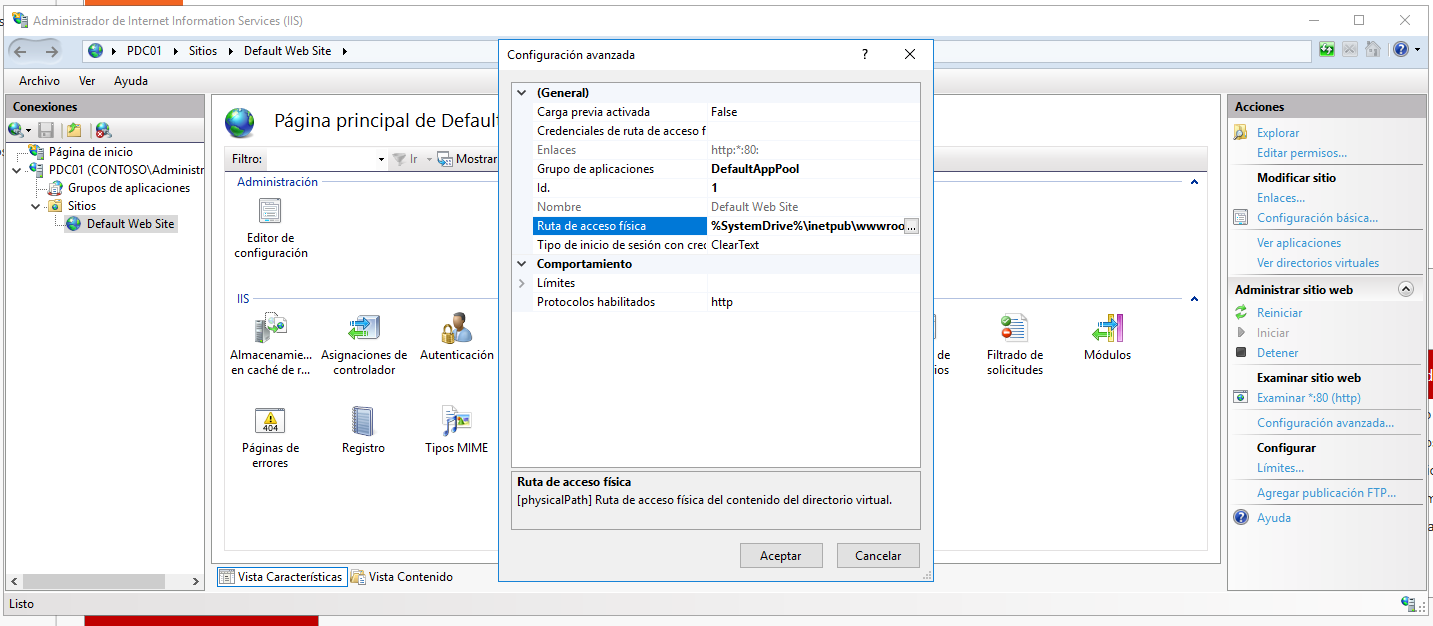 Administrador de Internet Information Services (IIS)
PDC01
Sitios
Default Web Site
Archivo
Ver
Ayuda
Conexiones
Página de inicio
PDC01 (CONTOSO\Administr
Grupos de aplicaciones
Sitios
Default Web Site
Página principal de Defaul
Filtro:
Ir
Mostrar
Administración
Editor de
configuración
IIS
Almacenamie...
en caché de r...
Asignaciones de
controlador
Autenticación
de
ios
Filtrado de
solicitudes
Módulos
Páginas de
errores
404
Registro
Tipos MIME
Vista Características
Vista Contenido
Listo
Configuración avanzada
?
(General)
Carga previa activada False
Credenciales de ruta de acceso f
Enlaces http:*:80:
Grupo de aplicaciones DefaultAppPool
Id. 1
Nombre Default Web Site
Ruta de acceso física %SystemDrive%\inetpub\wwwroo ...
Tipo de inicio de sesión con crec ClearText
Comportamiento
Límites
Protocolos habilitados http
Ruta de acceso física
[physicalPath] Ruta de acceso física del contenido del directorio virtual.
Aceptar
Cancelar
Acciones
Explorar
Editar permisos...
Modificar sitio
Enlaces...
Configuración básica...
Ver aplicaciones
Ver directorios virtuales
Administrar sitio web
Reiniciar
Iniciar
Detener
Examinar sitio web
Examinar *:80 (http)
Configuración avanzada...
Configurar
Límites...
Agregar publicación FTP...
Ayuda